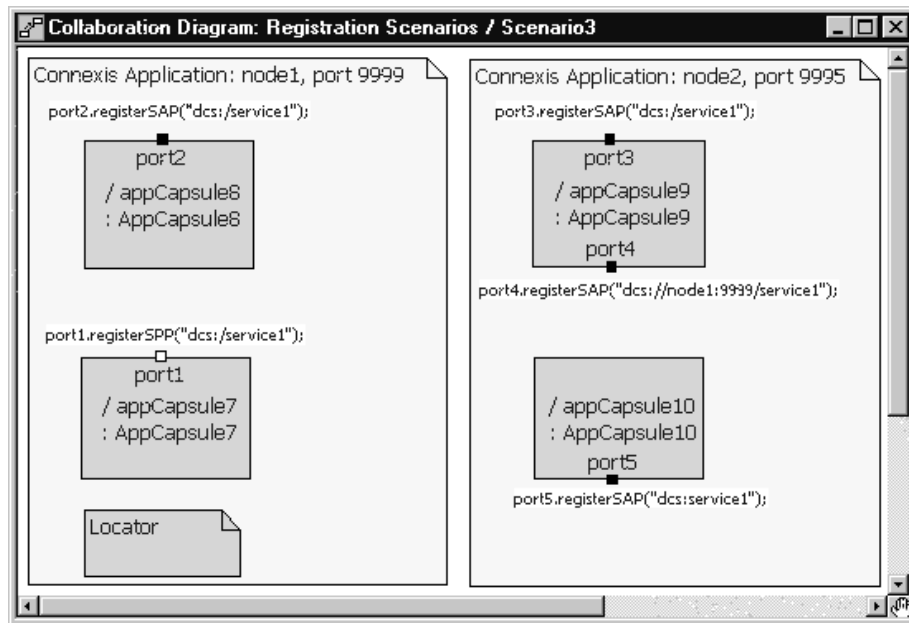 Collaboration Diagram: Registration Scenarios / Scenario3
Connexis Application: node1, port 9999
port2.registerSAP("dcs:/service1");
port2
/ appCapsule8
: AppCapsule8
port1.registerSPP("dcs:/service1");
port1
/ appCapsule7
: AppCapsule7
Locator
Connexis Application: node2, port 9995
port3.registerSAP("dcs:/service1");
port3
/ appCapsule9
: AppCapsule9
port4
port4.registerSAP("dcs://node1:9999/service1");
/ appCapsule10
: AppCapsule10
port5
port5.registerSAP("dcs:service1");